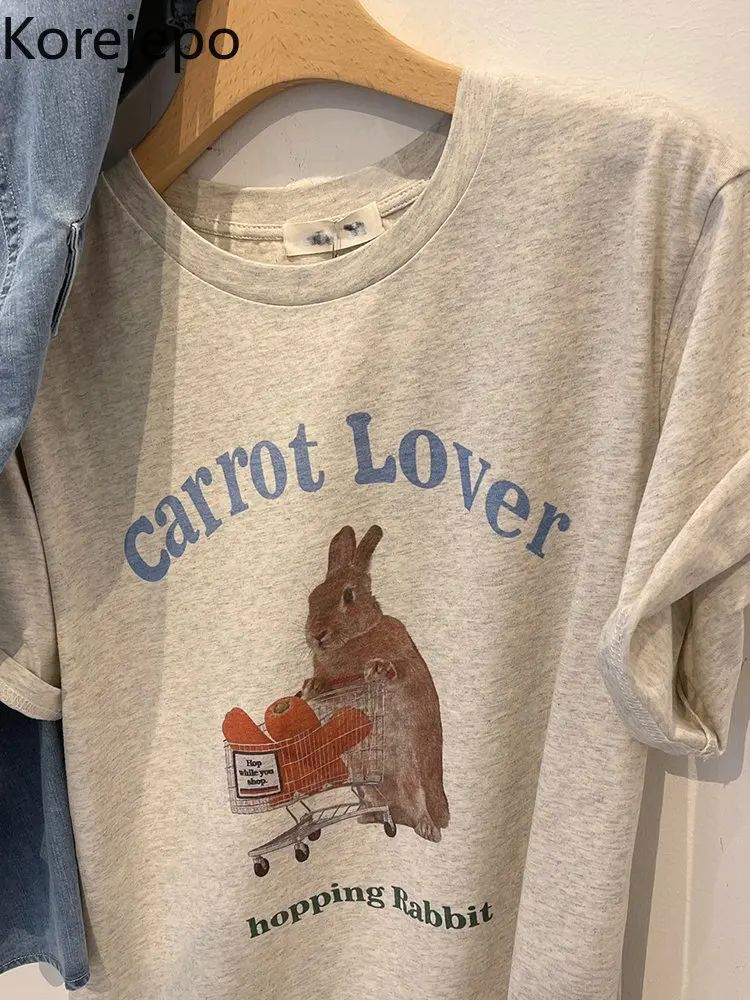 Korejepo
carrot Lover
Hop
while you
shop.
hopping Rabbit